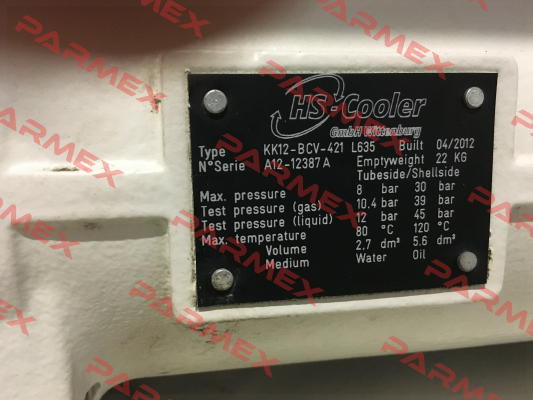 HS-Cooler
GmbH Wittenburg
Type KK12-BCV-421 L635 Built 04/2012
N°Serie A12-12387A Emptyweight 22 KG
Tubeside/Shellside
Max. pressure 8 bar 30 bar
Test pressure (gas) 10.4 bar 39 bar
Test pressure (liquid) 12 bar 45 bar
Max. temperature 80 °C 120 °C
Volume 2.7 dm³ 5.6 dm³
Medium Water Oil
PARMEX
PARMEX
PARMEX
PARMEX
PARMEX
PARMEX
PARMEX
PARMEX
PARMEX